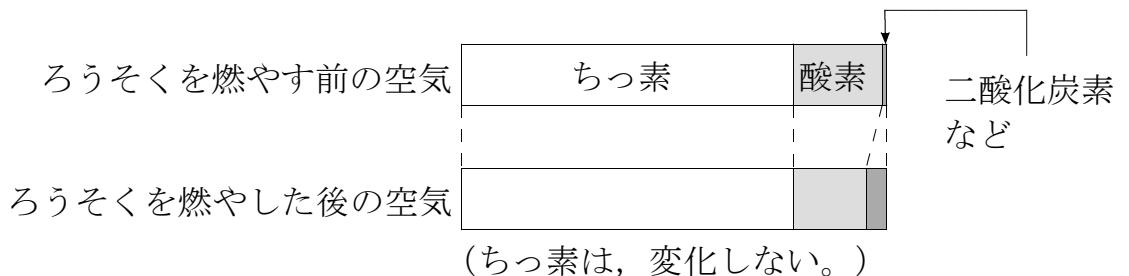 ろうそくを燃やす前の空気
ちっ素
酸素
二酸化炭素
など
ろうそくを燃やした後の空気
(ちっ素は，変化しない。)